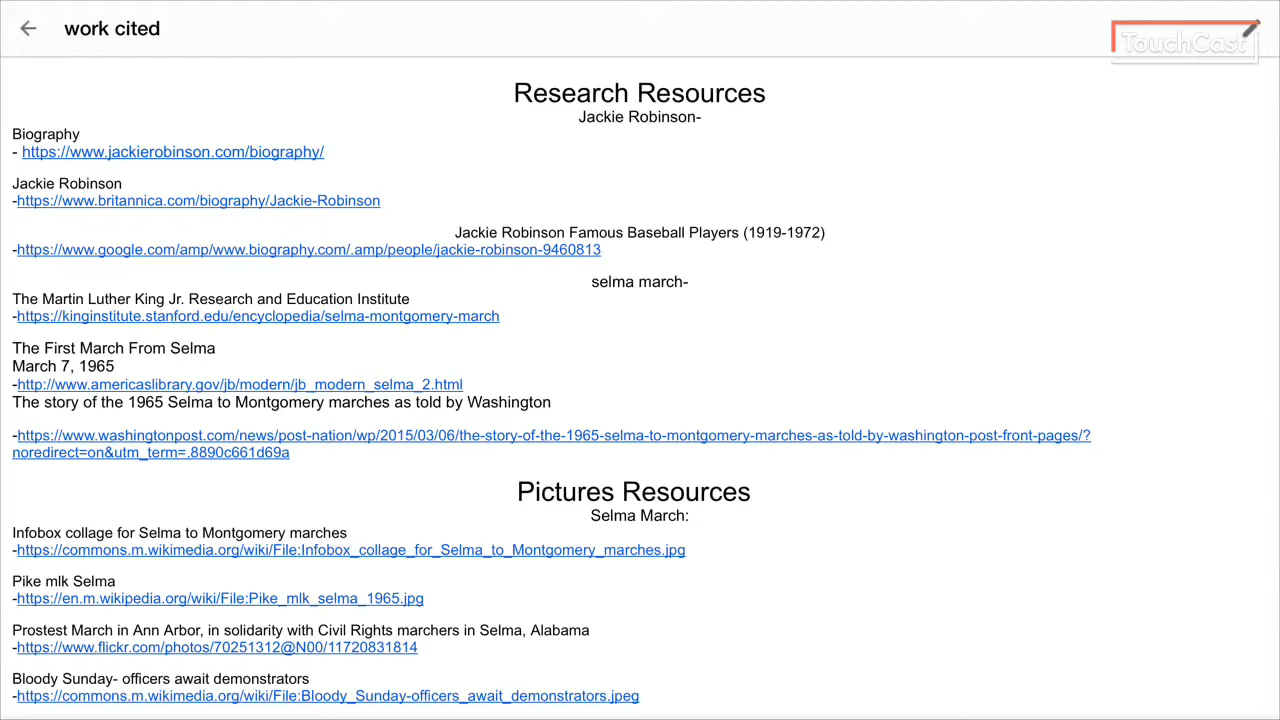 work cited
TouchCast
Research Resources
Jackie Robinson-
Biography
- https://www.jackierobinson.com/biography/
Jackie Robinson
-https://www.britannica.com/biography/Jackie-Robinson
Jackie Robinson Famous Baseball Players (1919-1972)
-https://www.google.com/amp/www.biography.com/.amp/people/jackie-robinson-9460813
selma march-
The Martin Luther King Jr. Research and Education Institute
-https://kinginstitute.stanford.edu/encyclopedia/selma-montgomery-march
The First March From Selma
March 7, 1965
-http://www.americaslibrary.gov/jb/modern/jb_modern_selma_2.html
The story of the 1965 Selma to Montgomery marches as told by Washington
-https://www.washingtonpost.com/news/post-nation/wp/2015/03/06/the-story-of-the-1965-selma-to-montgomery-marches-as-told-by-washington-post-front-pages/?
noredirect=on&utm_term=.8890c661d69a
Pictures Resources
Selma March:
Infobox collage for Selma to Montgomery marches
-https://commons.m.wikimedia.org/wiki/File:Infobox_collage_for_Selma_to_Montgomery_marches.jpg
Pike mlk Selma
-https://en.m.wikipedia.org/wiki/File:Pike_mlk_selma_1965.jpg
Prostest March in Ann Arbor, in solidarity with Civil Rights marchers in Selma, Alabama
-https://www.flickr.com/photos/70251312@N00/11720831814
Bloody Sunday- officers await demonstrators
-https://commons.m.wikimedia.org/wiki/File:Bloody_Sunday-officers_await_demonstrators.jpeg